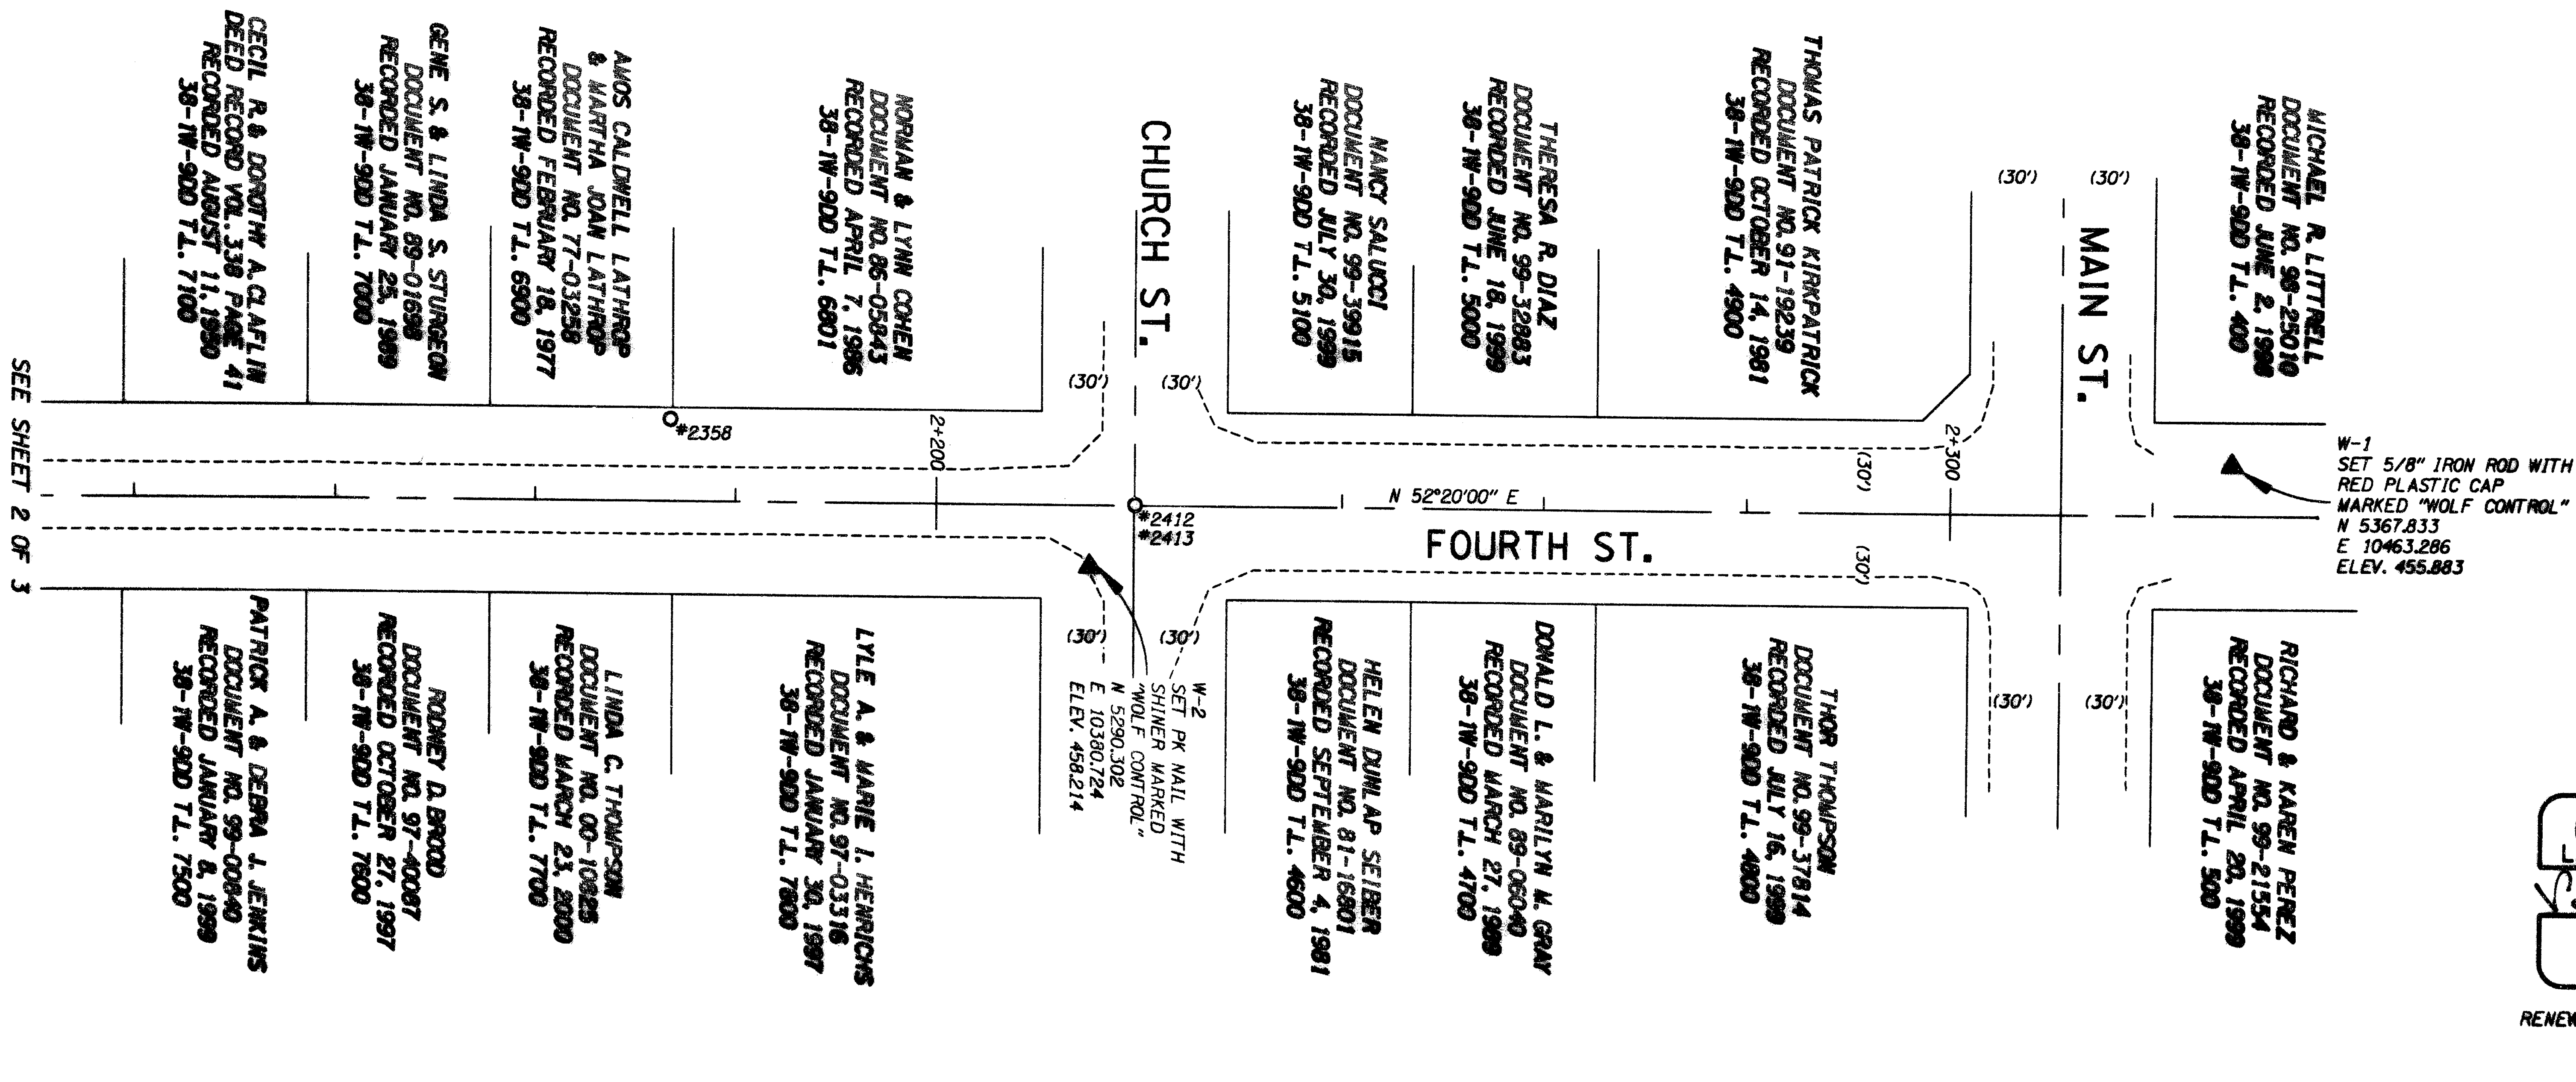 CECIL R. & DOROTHY A. CLAFLIN
DEED RECORD VOL. 338 PAGE 41
RECORDED AUGUST 11, 1950
38-1W-9DD T.L. 7100
GENE S. & LINDA S. STURGEON
DOCUMENT NO. 89-01698
RECORDED JANUARY 25, 1989
38-1W-9DD T.L. 7000
AMOS CALDWELL LATHROP
& MARTHA JOAN LATHROP
DOCUMENT NO. 77-03258
RECORDED FEBRUARY 18, 1977
38-1W-9DD T.L. 6900
NORMAN & LYNN COHEN
DOCUMENT NO. 86-05843
RECORDED APRIL 7, 1986
38-1W-9DD T.L. 6801
CHURCH ST.
NANCY SALUCCI
DOCUMENT NO. 99-39915
RECORDED JULY 30, 1999
38-1W-9DD T.L. 5100
THERESA R. DIAZ
DOCUMENT NO. 99-32883
RECORDED JUNE 18, 1999
38-1W-9DD T.L. 5000
THOMAS PATRICK KIRKPATRICK
DOCUMENT NO. 91-19239
RECORDED OCTOBER 14, 1981
38-1W-9DD T.L. 4900
(30')
(30')
MAIN ST.
MICHAEL R. LITTRELL
DOCUMENT NO. 98-25010
RECORDED JUNE 2, 1998
38-1W-9DD T.L. 400
SEE SHEET 2 OF 3
#2358
2+200
(30')
(30')
#2412
#2413
N 52°20'00" E
FOURTH ST.
(30')
(30')
2+300
W-1
SET 5/8" IRON ROD WITH
RED PLASTIC CAP
MARKED "WOLF CONTROL"
N 5367.833
E 10463.286
ELEV. 455.883
PATRICK A. & DEBRA J. JENKINS
DOCUMENT NO. 99-00840
RECORDED JANUARY 8, 1999
38-1W-9DD T.L. 7500
RODNEY D. BROOD
DOCUMENT NO. 97-40087
RECORDED OCTOBER 27, 1997
38-1W-9DD T.L. 7600
LINDA C. THOMPSON
DOCUMENT NO. 00-10825
RECORDED MARCH 23, 2000
38-1W-9DD T.L. 7700
LYLE A. & MARIE I. HENRICHS
DOCUMENT NO. 97-03316
RECORDED JANUARY 30, 1997
38-1W-9DD T.L. 7800
(30')
(30')
W-2
SET PK NAIL WITH
SHINER MARKED
"WOLF CONTROL"
N 5290.302
E 10380.724
ELEV. 458.214
HELEN DUNLAP SEIBER
DOCUMENT NO. 81-16801
RECORDED SEPTEMBER 4, 1981
38-1W-9DD T.L. 4600
DONALD L. & MARILYN M. GRAY
DOCUMENT NO. 89-06040
RECORDED MARCH 27, 1989
38-1W-9DD T.L. 4700
THOR THOMPSON
DOCUMENT NO. 99-37814
RECORDED JULY 16, 1999
38-1W-9DD T.L. 4800
(30')
(30')
RICHARD & KAREN PEREZ
DOCUMENT NO. 99-21554
RECORDED APRIL 20, 1999
38-1W-9DD T.L. 500
RENEW